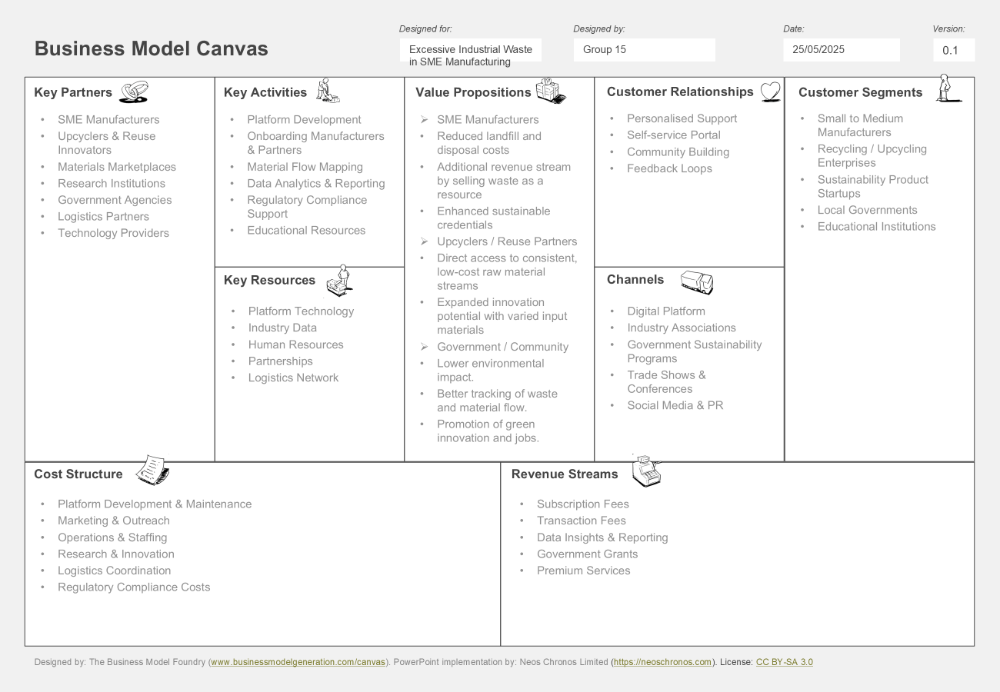 Business Model Canvas
Designed for:
Excessive Industrial Waste
in SME Manufacturing
Designed by:
Group 15
Date:
25/05/2025
Version:
0.1
Key Partners
• SME Manufacturers
• Upcyclers & Reuse
Innovators
• Materials Marketplaces
• Research Institutions
• Government Agencies
• Logistics Partners
• Technology Providers
Key Activities
• Platform Development
• Onboarding Manufacturers
& Partners
• Material Flow Mapping
• Data Analytics & Reporting
• Regulatory Compliance
Support
• Educational Resources
Key Resources
• Platform Technology
• Industry Data
• Human Resources
• Partnerships
• Logistics Network
Value Propositions
➢ SME Manufacturers
• Reduced landfill and
disposal costs
• Additional revenue stream
by selling waste as a
resource
• Enhanced sustainable
credentials
➢ Upcyclers / Reuse Partners
• Direct access to consistent,
low-cost raw material
streams
• Expanded innovation
potential with varied input
materials
➢ Government / Community
• Lower environmental
impact.
• Better tracking of waste
and material flow.
• Promotion of green
innovation and jobs.
Customer Relationships
• Personalised Support
• Self-service Portal
• Community Building
• Feedback Loops
Channels
• Digital Platform
• Industry Associations
• Government Sustainability
Programs
• Trade Shows &
Conferences
• Social Media & PR
Customer Segments
• Small to Medium
Manufacturers
• Recycling / Upcycling
Enterprises
• Sustainability Product
Startups
• Local Governments
• Educational Institutions
Cost Structure
• Platform Development & Maintenance
• Marketing & Outreach
• Operations & Staffing
• Research & Innovation
• Logistics Coordination
• Regulatory Compliance Costs
Revenue Streams
• Subscription Fees
• Transaction Fees
• Data Insights & Reporting
• Government Grants
• Premium Services
Designed by: The Business Model Foundry (www.businessmodelgeneration.com/canvas). PowerPoint implementation by: Neos Chronos Limited (https://neoschronos.com). License: CC BY-SA 3.0